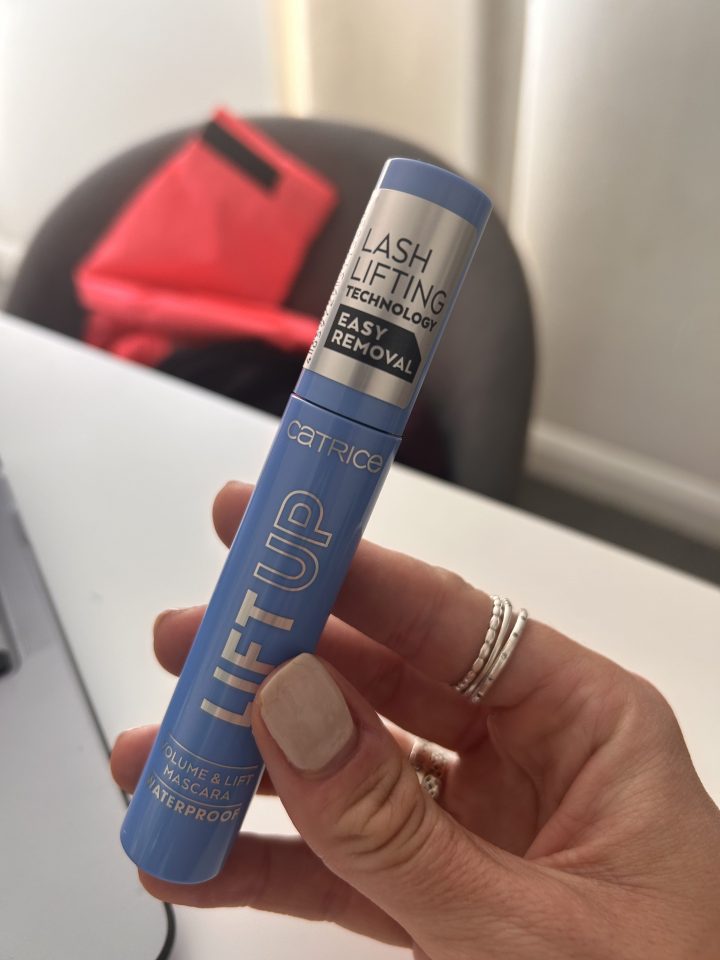 LASH
LIFTING
TECHNOLOGY
EASY
REMOVAL
CATRICE
LIFT UP
VOLUME & LIFT
MASCARA
WATERPROOF